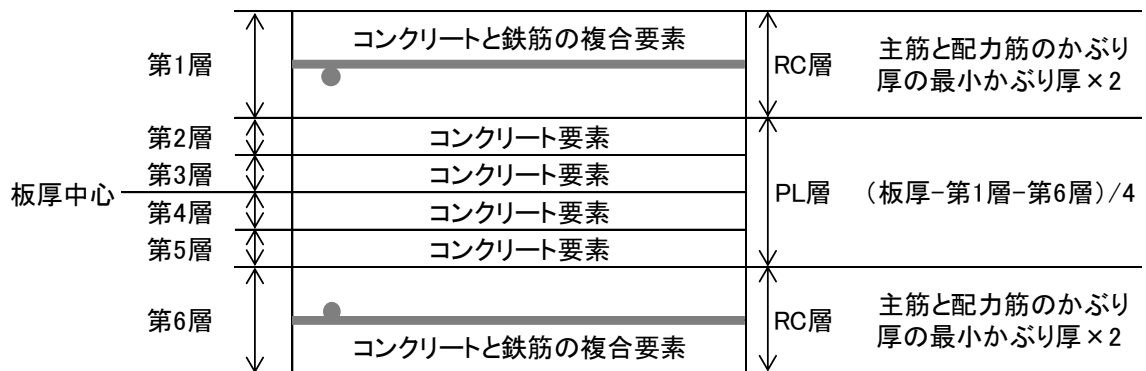 コンクリートと鉄筋の複合要素
第1層
RC層
主筋と配力筋のかぶり
厚の最小かぶり厚×2
第2層
コンクリート要素
第3層
コンクリート要素
板厚中心
PL層
(板厚-第1層-第6層)/4
第4層
コンクリート要素
第5層
コンクリート要素
第6層
コンクリートと鉄筋の複合要素
RC層
主筋と配力筋のかぶり
厚の最小かぶり厚×2